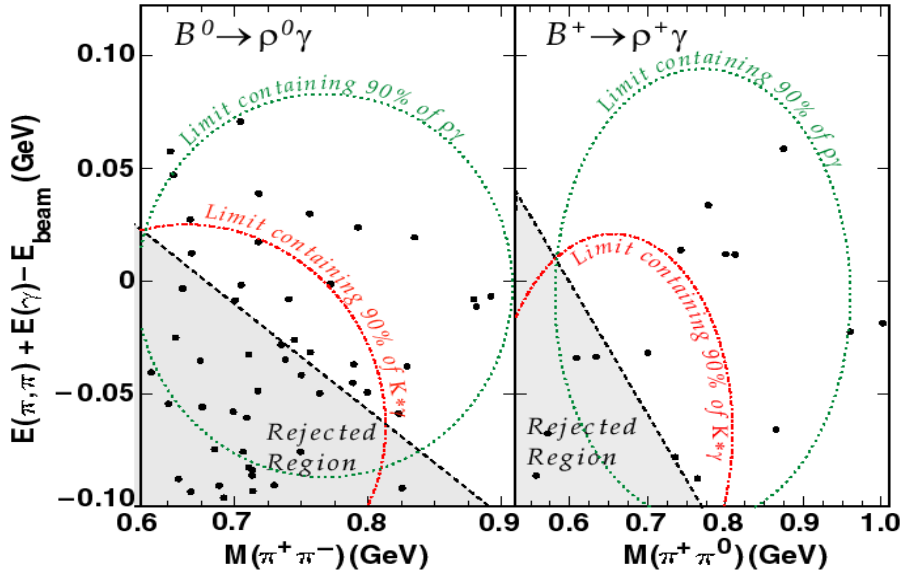 B⁰→ρ⁰γ
B⁺→ρ⁺γ
Limit containing 90% of ργ
Limit containing 90% of ργ
Limit containing 90% of K*γ
Limit containing 90% of K*γ
Rejected
Region
Rejected
Region
E(π,π) + E(γ) − E_beam (GeV)
0.10
0.05
0
−0.05
−0.10
0.6 0.7 0.8 0.9
0.6 0.7 0.8 0.9 1.0
M(π⁺π⁻)(GeV)
M(π⁺π⁰)(GeV)